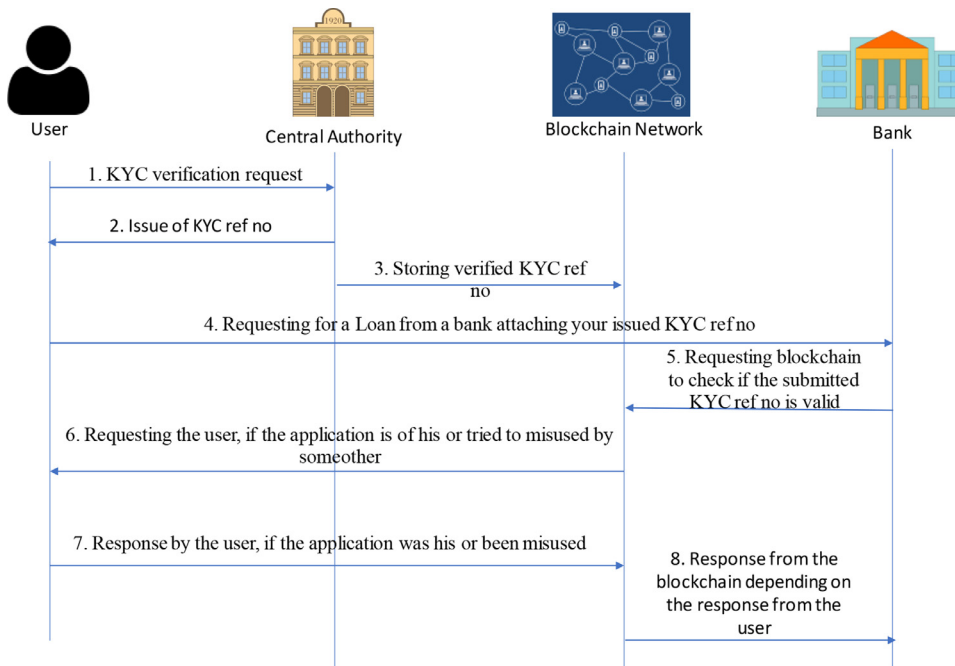 1920
User
Central Authority
Blockchain Network
Bank
1. KYC verification request
2. Issue of KYC ref no
3. Storing verified KYC ref
no
4. Requesting for a Loan from a bank attaching your issued KYC ref no
5. Requesting blockchain
to check if the submitted
KYC ref no is valid
6. Requesting the user, if the application is of his or tried to misused by
someother
7. Response by the user, if the application was his or been misused
8. Response from the
blockchain depending on
the response from the
user